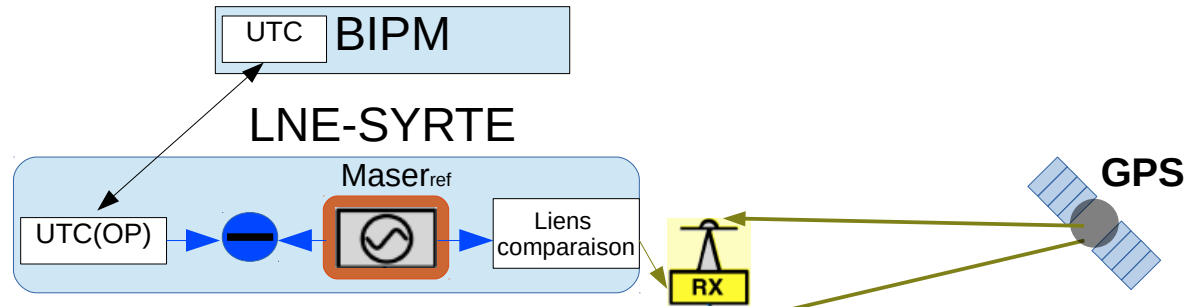 UTC
BIPM
LNE-SYRTE
Maserref
GPS
UTC(OP)
Liens
comparaison
RX